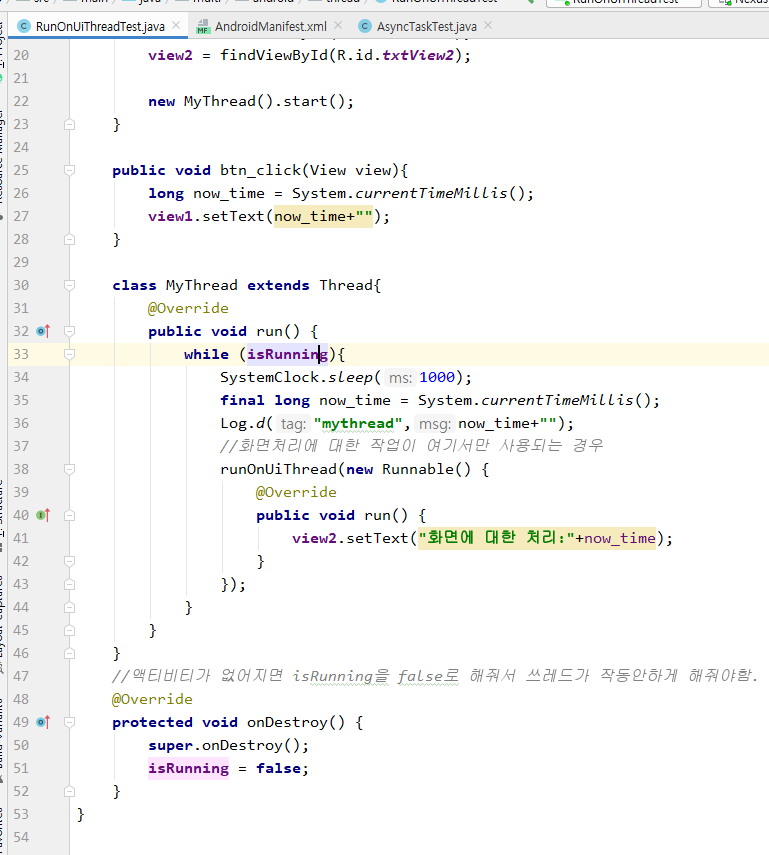 RunOnUiThreadTest.java AndroidManifest.xml AsyncTaskTest.java
20 view2 = findViewById(R.id.txtView2);
21
22 new MyThread().start();
23 }
24
25 public void btn_click(View view){
26 long now_time = System.currentTimeMillis();
27 view1.setText(now_time+"");
28 }
29
30 class MyThread extends Thread{
31 @Override
32 public void run() {
33 while (isRunning){
34 SystemClock.sleep( ms: 1000);
35 final long now_time = System.currentTimeMillis();
36 Log.d( tag: "mythread", msg: now_time+"");
37 //화면처리에 대한 작업이 여기서만 사용되는 경우
38 runOnUiThread(new Runnable() {
39 @Override
40 public void run() {
41 view2.setText("화면에 대한 처리:"+now_time);
42 }
43 });
44 }
45 }
46 }
47 //액티비티가 없어지면 isRunning을 false로 해줘서 쓰레드가 작동안하게 해줘야함.
48 @Override
49 protected void onDestroy() {
50 super.onDestroy();
51 isRunning = false;
52 }
53 }
54